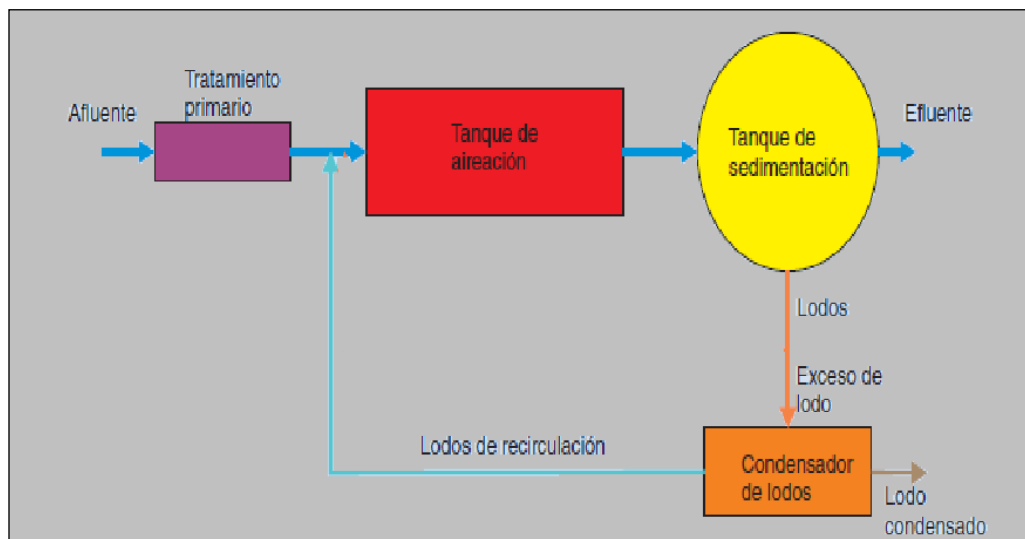 Afluente
Tratamiento
primario
Tanque de
aireación
Tanque de
sedimentación
Efluente
Lodos
Exceso de
lodo
Lodos de recirculación
Condensador
de lodos
Lodo
condensado